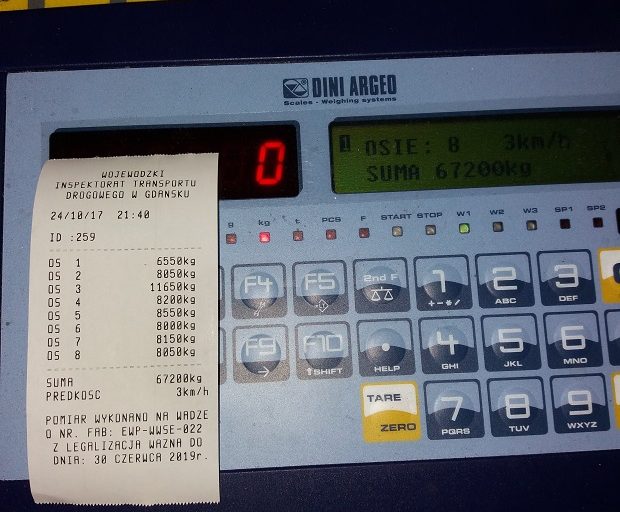 DINI ARGEO
Scales - Weighing systems
0
1 OSIE: 8 3km/h
SUMA 67200kg
g kg t PCS F START STOP W1 W2 W3 SP1 SP2
F4 F5 2nd F 1 2 3
+-*/ ABC DEF
F9 F10 . 4 5 6
SHIFT HELP GHI JKL MNO
TARE
ZERO
7 8 9
PQRS TUV WXYZ
WOJEWODZKI
INSPEKTORAT TRANSPORTU
DROGOWEGO W GDANSKU
24/10/17 21:40
ID :259
OS 1 6550kg
OS 2 8050kg
OS 3 11650kg
OS 4 8200kg
OS 5 8550kg
OS 6 8000kg
OS 7 8150kg
OS 8 8050kg
SUMA 67200kg
PREDKOSC 3km/h
POMIAR WYKONANO NA WADZE
O NR. FAB: EWP-WWSE-022
Z LEGALIZACJA WAZNA DO
DNIA: 30 CZERWCA 2019r.